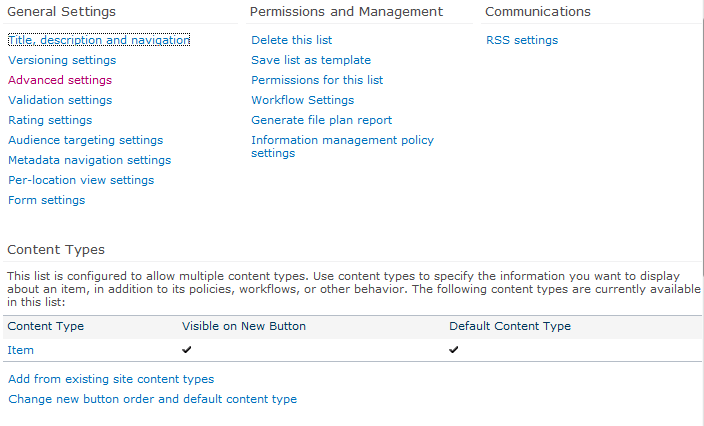 General Settings
Permissions and Management
Communications
Title, description and navigation
Versioning settings
Advanced settings
Validation settings
Rating settings
Audience targeting settings
Metadata navigation settings
Per-location view settings
Form settings
Delete this list
Save list as template
Permissions for this list
Workflow Settings
Generate file plan report
Information management policy
settings
RSS settings
Content Types
This list is configured to allow multiple content types. Use content types to specify the information you want to display
about an item, in addition to its policies, workflows, or other behavior. The following content types are currently available
in this list:
Content Type
Visible on New Button
Default Content Type
Item
Add from existing site content types
Change new button order and default content type